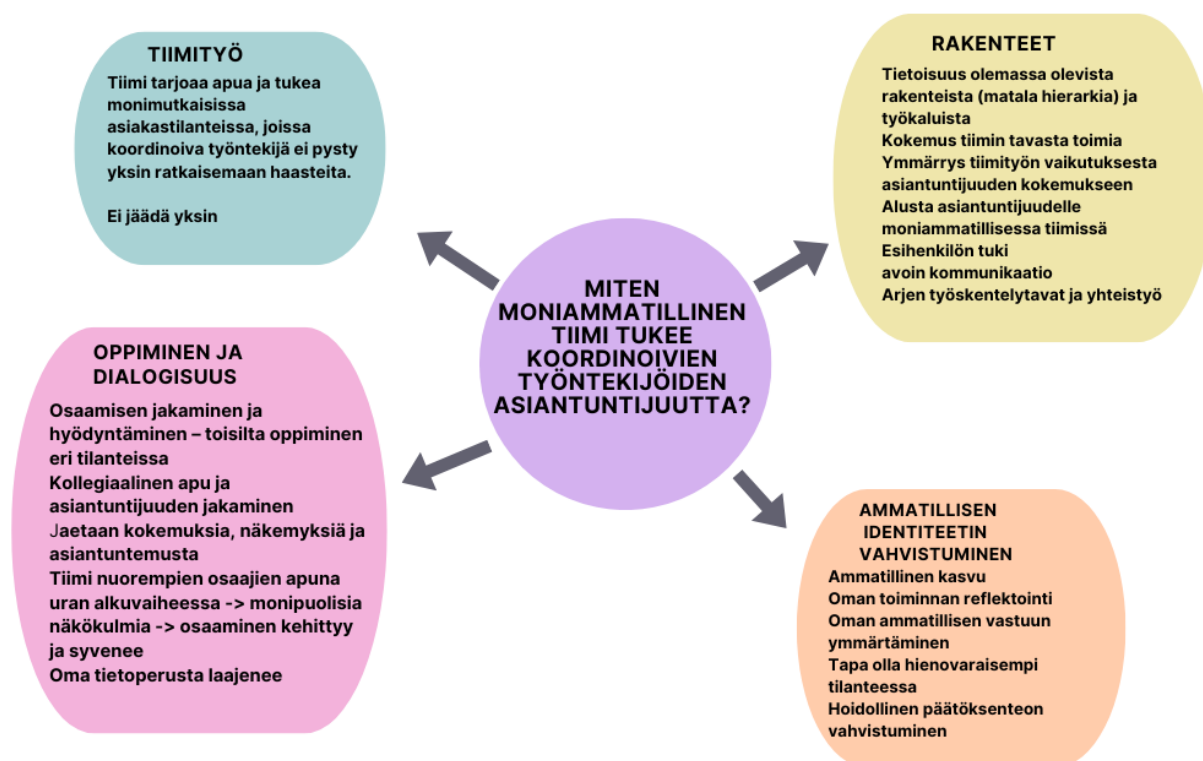 TIIMITYÖ
Tiimi tarjoaa apua ja tukea
monimutkaisissa
asiakastilanteissa, joissa
koordinoiva työntekijä ei pysty
yksin ratkaisemaan haasteita.
Ei jäädä yksin
RAKENTEET
Tietoisuus olemassa olevista
rakenteista (matala hierarkia) ja
työkaluista
Kokemus tiimin tavasta toimia
Ymmärrys tiimityön vaikutuksesta
asiantuntijuuden kokemukseen
Alusta asiantuntijuudelle
moniammatillisessa tiimissä
Esihenkilön tuki
avoin kommunikaatio
Arjen työskentelytavat ja yhteistyö
MITEN
MONIAMMATILLINEN
TIIMI TUKEE
KOORDINOIVIEN
TYÖNTEKIJÖIDEN
ASIANTUNTIJUUTTA?
OPPIMINEN JA
DIALOGISUUS
Osaamisen jakaminen ja
hyödyntäminen – toisilta oppiminen
eri tilanteissa
Kollegiaalinen apu ja
asiantuntijuuden jakaminen
Jaetaan kokemuksia, näkemyksiä ja
asiantuntemusta
Tiimi nuorempien osaajien apuna
uran alkuvaiheessa -> monipuolisia
näkökulmia -> osaaminen kehittyy
ja syvenee
Oma tietoperusta laajenee
AMMATILLISEN
IDENTITEETIN
VAHVISTUMINEN
Ammatillinen kasvu
Oman toiminnan reflektointi
Oman ammatillisen vastuun
ymmärtäminen
Tapa olla hienovaraisempi
tilanteessa
Hoidollinen päätöksenteon
vahvistuminen